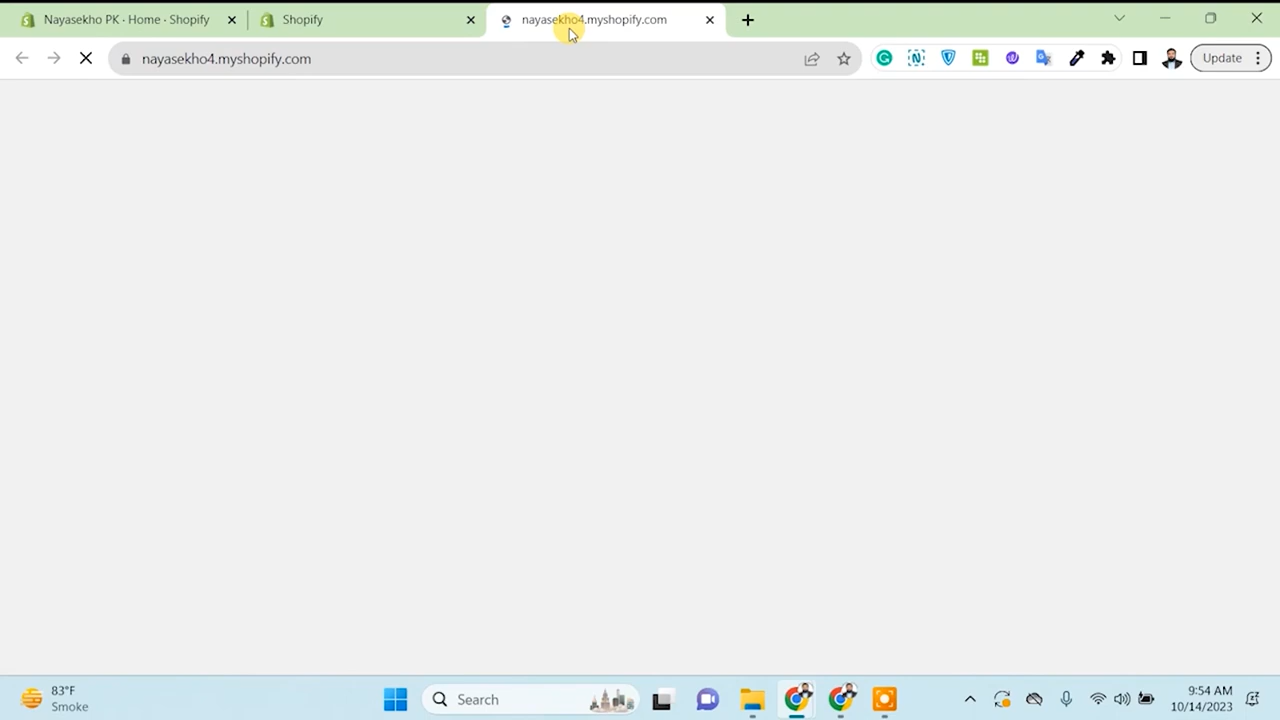 Nayasekho PK · Home · Shopify
Shopify
nayasekho4.myshopify.com
nayasekho4.myshopify.com
Update
83°F
Smoke
Search
9:54 AM
10/14/2023